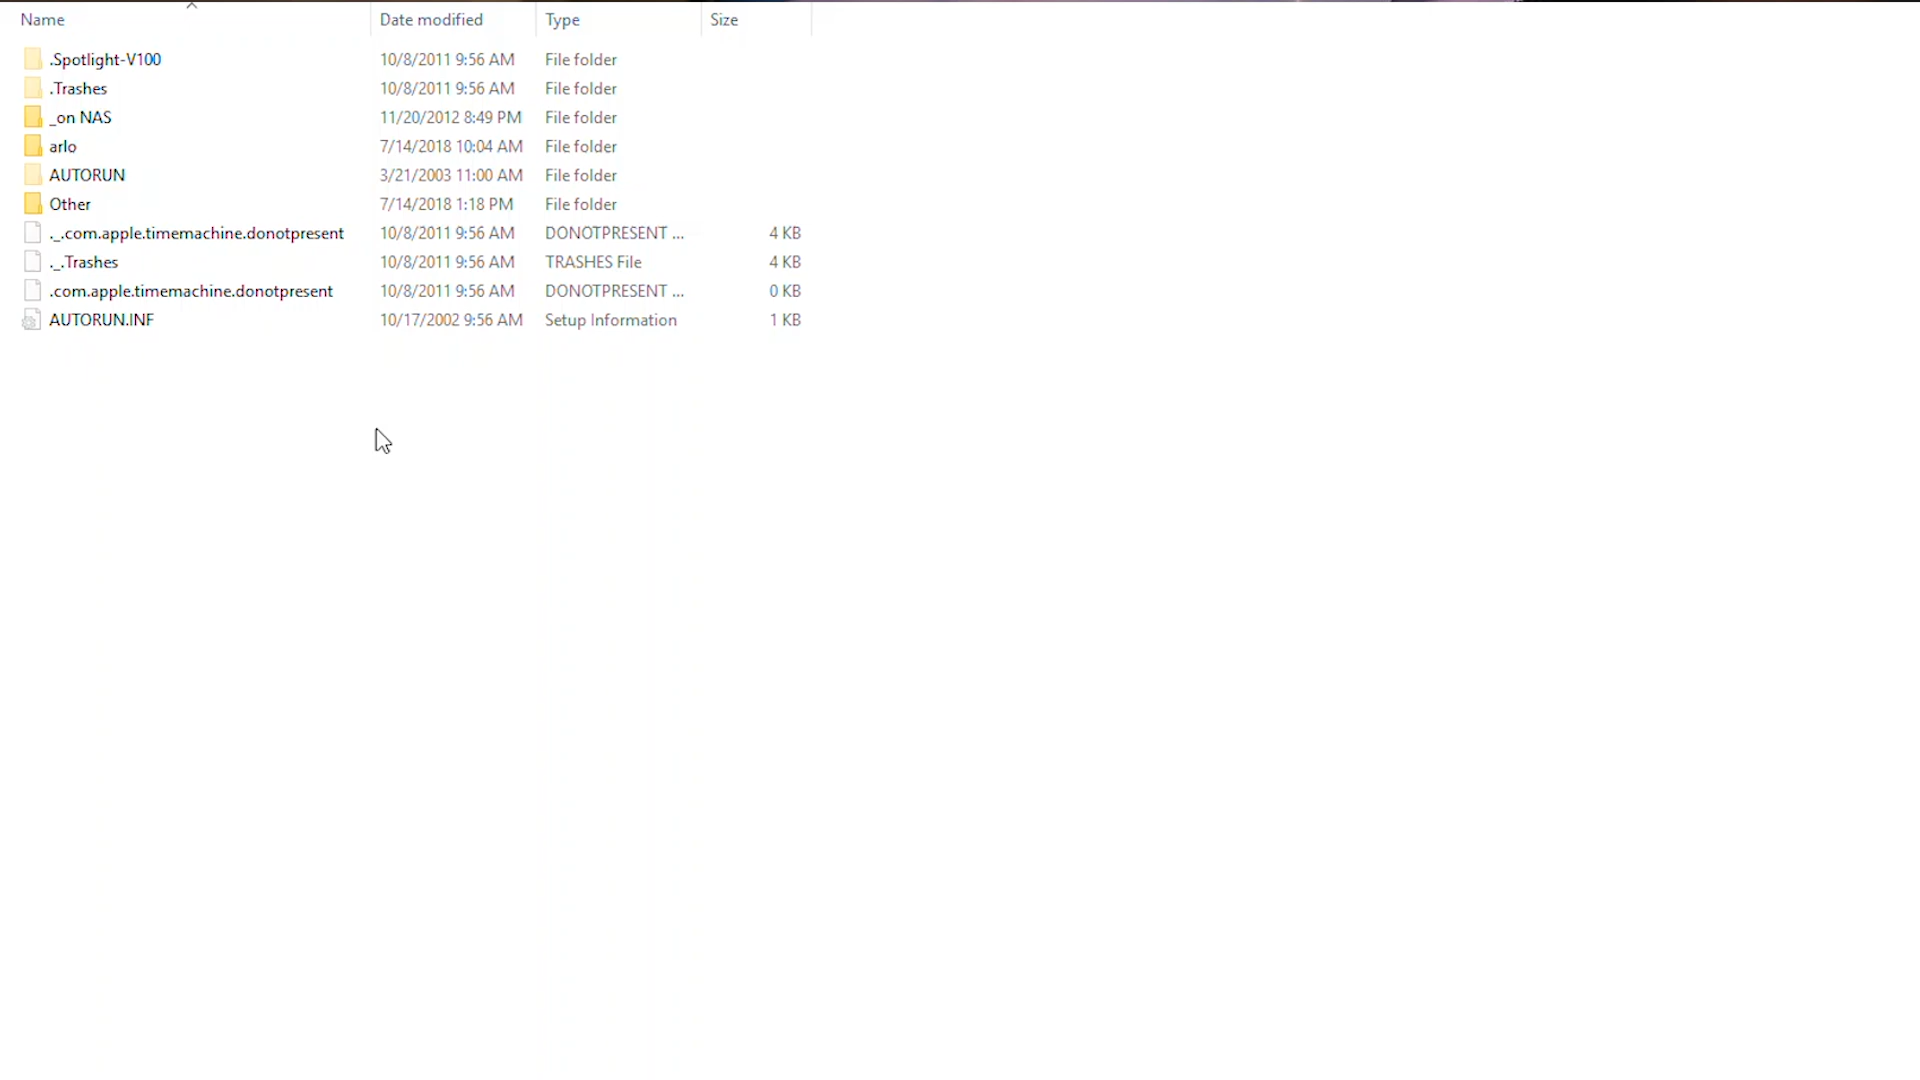 Name Date modified Type Size
.Spotlight-V100 10/8/2011 9:56 AM File folder
.Trashes 10/8/2011 9:56 AM File folder
_on NAS 11/20/2012 8:49 PM File folder
arlo 7/14/2018 10:04 AM File folder
AUTORUN 3/21/2003 11:00 AM File folder
Other 7/14/2018 1:18 PM File folder
._.com.apple.timemachine.donotpresent 10/8/2011 9:56 AM DONOTPRESENT ... 4 KB
._.Trashes 10/8/2011 9:56 AM TRASHES File 4 KB
.com.apple.timemachine.donotpresent 10/8/2011 9:56 AM DONOTPRESENT ... 0 KB
AUTORUN.INF 10/17/2002 9:56 AM Setup Information 1 KB